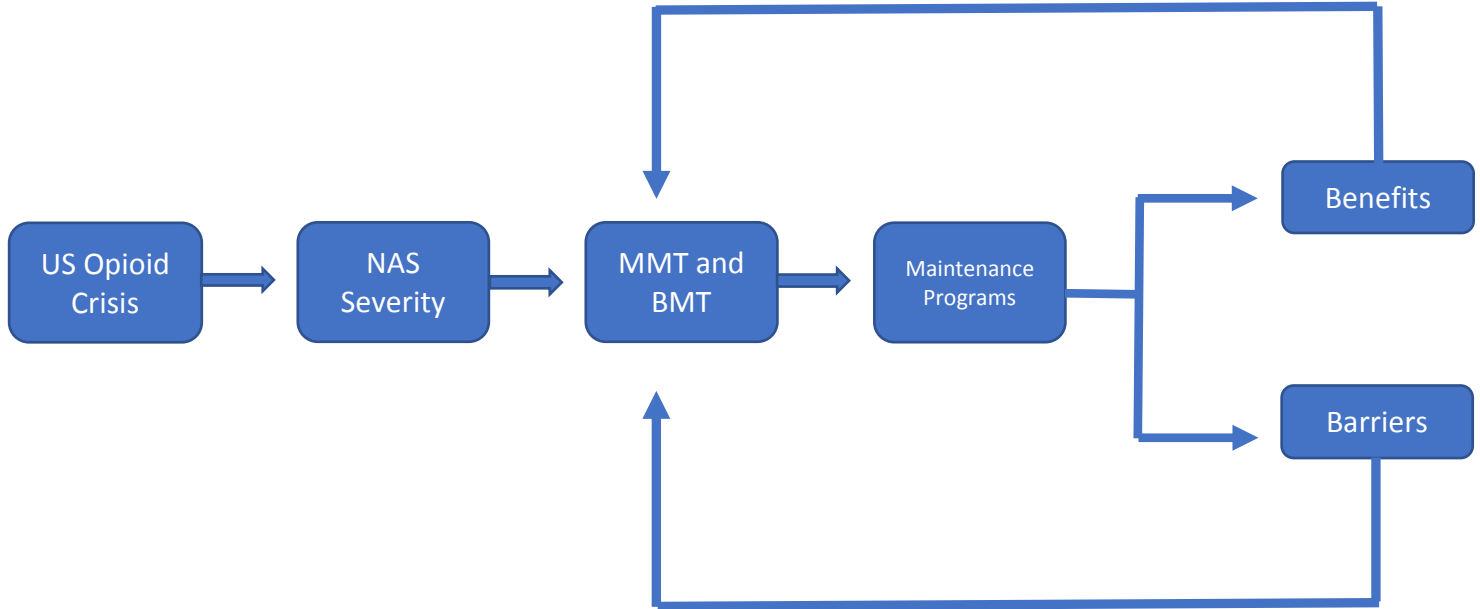 US Opioid
Crisis
NAS
Severity
MMT and
BMT
Maintenance
Programs
Benefits
Barriers